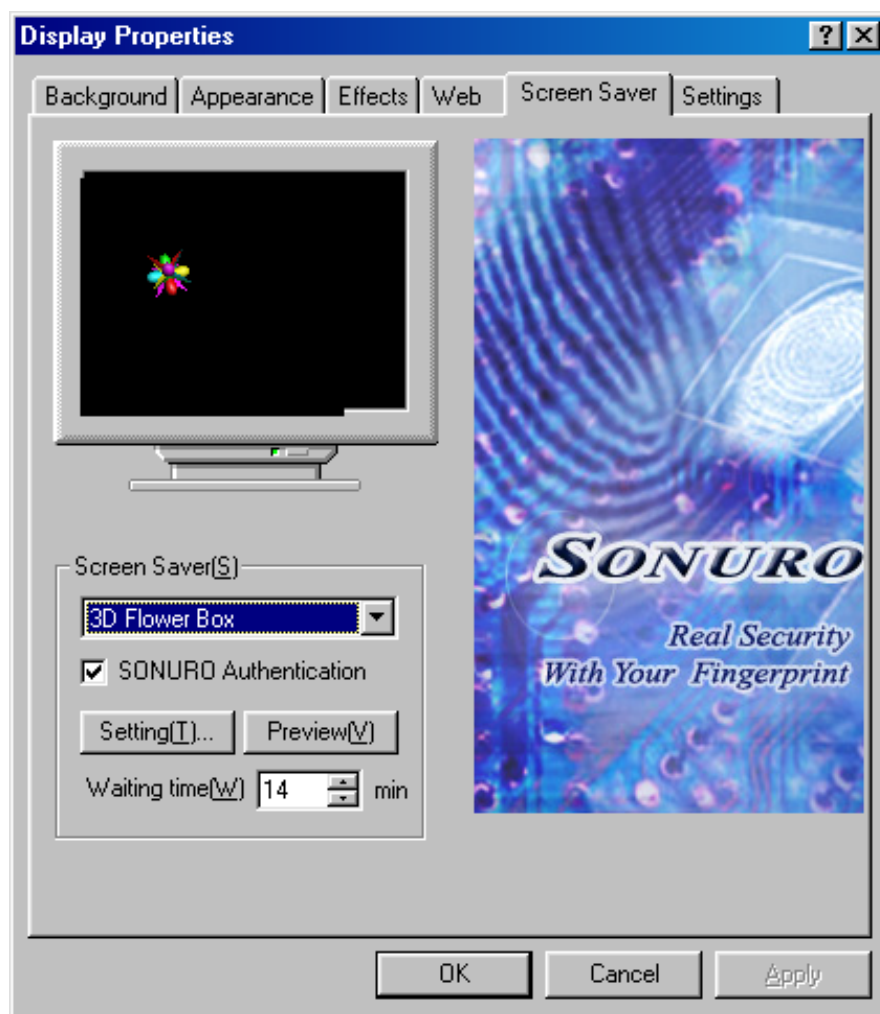 Display Properties
Background Appearance Effects Web Screen Saver Settings
SONURO
Real Security
With Your Fingerprint
Screen Saver(S)
3D Flower Box
SONURO Authentication
Setting(T)... Preview(V)
Waiting time(W) 14 min
OK Cancel Apply